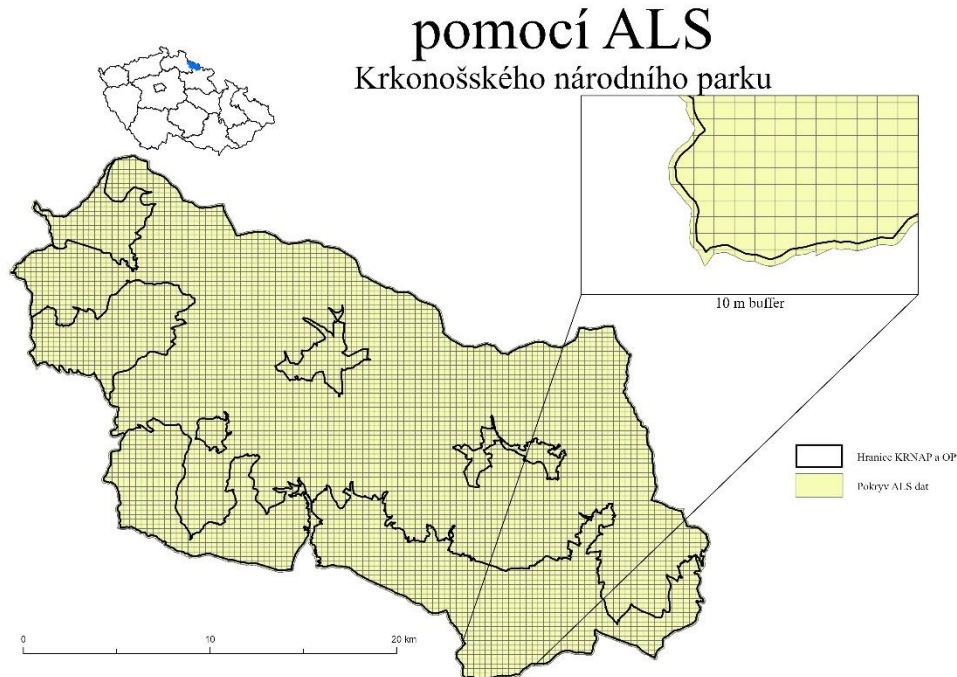 pomocí ALS
Krkonošského národního parku
10 m buffer
Hranice KRNAP a OP
Pokryv ALS dat
0
10
20 km